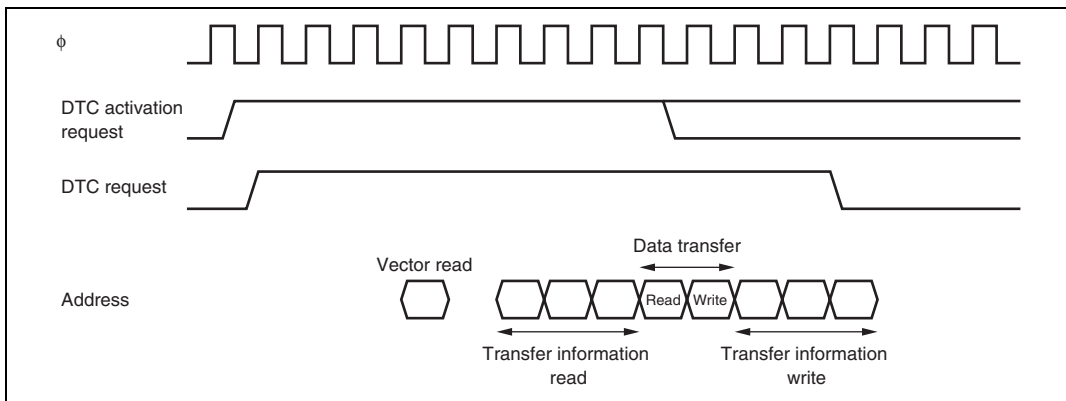 φ
DTC activation
request
DTC request
Data transfer
Vector read
Address
Read
Write
Transfer information
read
Transfer information
write